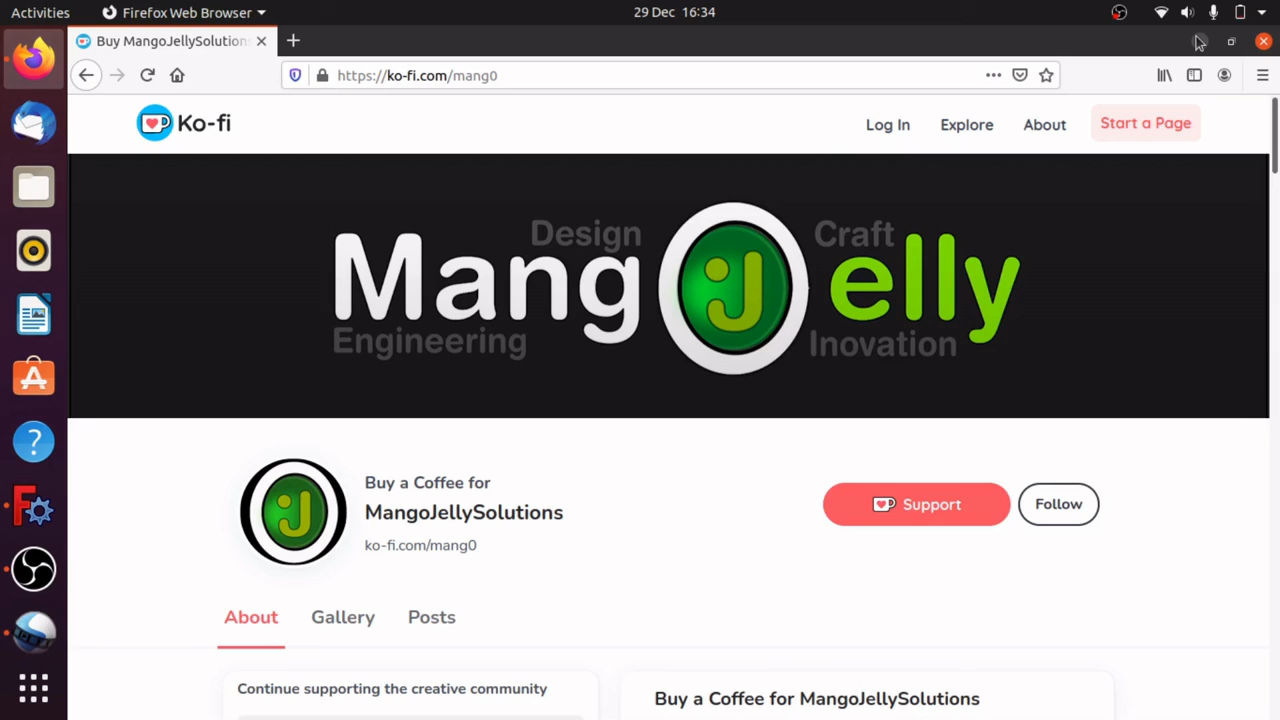 Activities
Firefox Web Browser
29 Dec 16:34
Buy MangoJellySolution
https://ko-fi.com/mang0
Ko-fi
Log In
Explore
About
Start a Page
Design
Craft
Mang
Jelly
Engineering
Inovation
Buy a Coffee for
MangoJellySolutions
ko-fi.com/mang0
Support
Follow
J
About
Gallery
Posts
Continue supporting the creative community
Buy a Coffee for MangoJellySolutions